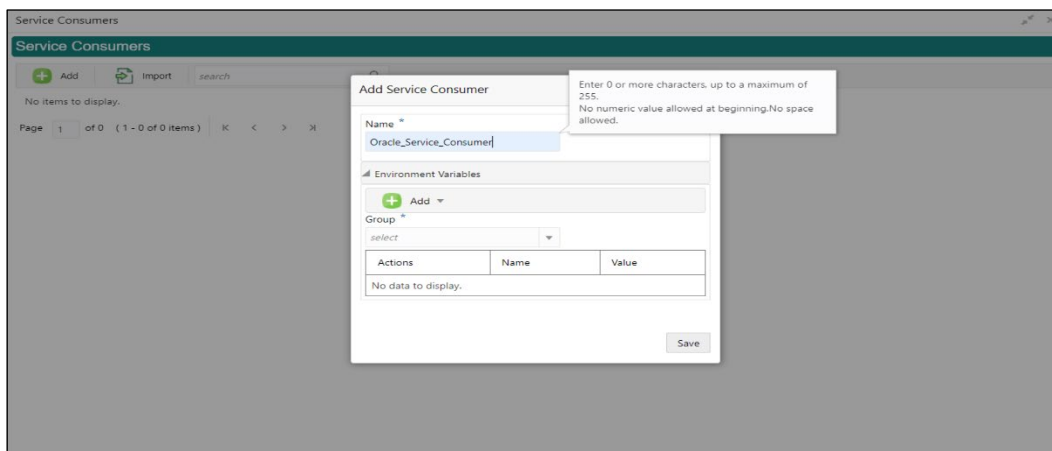 Service Consumers
Service Consumers
Add Import search
No items to display.
Page 1 of 0 (1 - 0 of 0 items) K < > >|
Add Service Consumer
Enter 0 or more characters, up to a maximum of
255.
No numeric value allowed at beginning.No space
allowed.
Name *
Oracle_Service_Consumer
Environment Variables
Add
Group *
select
Actions Name Value
No data to display.
Save